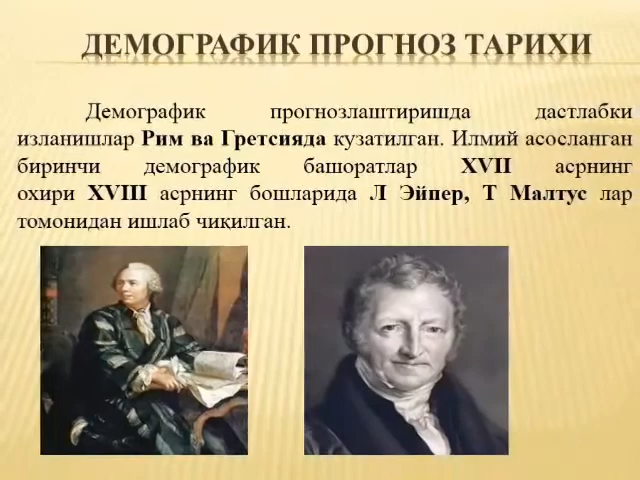 ДЕМОГРАФИК ПРОГНОЗ ТАРИХИ
Демографик прогнозлаштиришда дастлабки
изланишлар Рим ва Гретсияда кузатилган. Илмий асосланган
биринчи демографик башоратлар XVII асрнинг
охири XVIII асрнинг бошларида Л Эйпер, Т Малтус лар
томонидан ишлаб чиқилган.